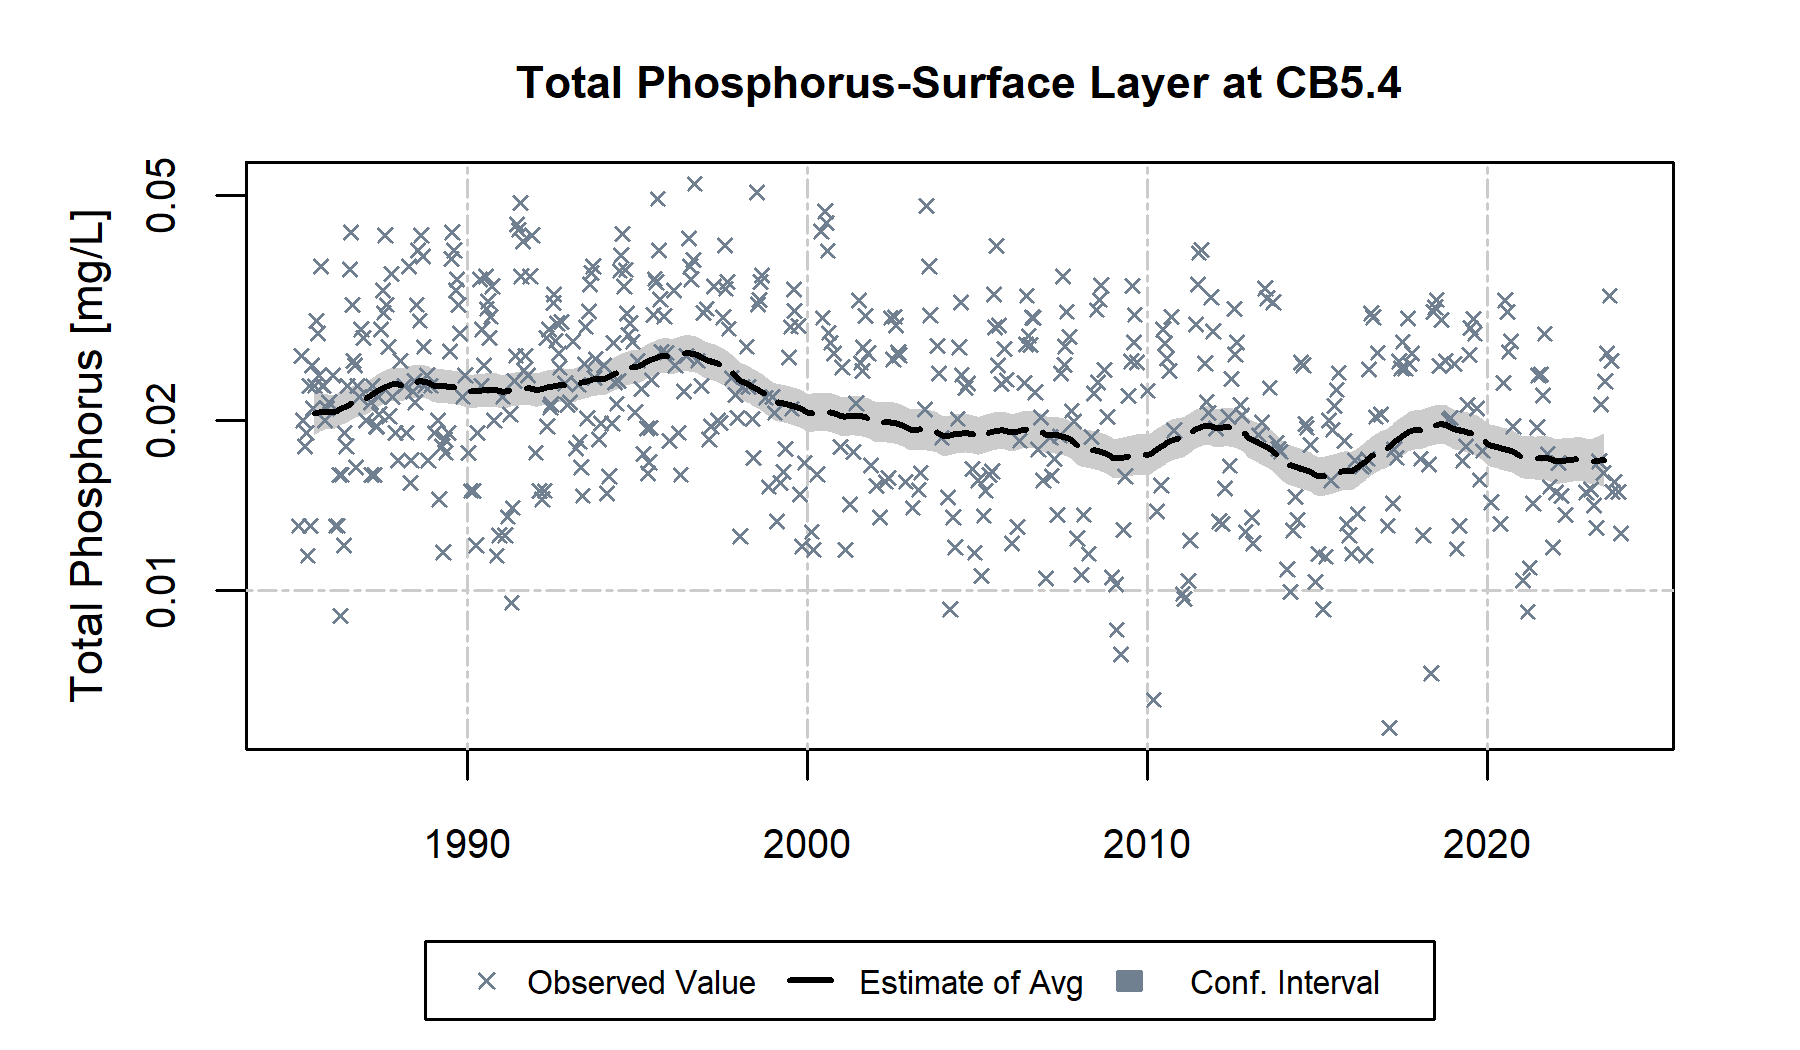 Total Phosphorus-Surface Layer at CB5.4
Total Phosphorus [mg/L]
0.05
0.02
0.01
1990 2000 2010 2020
Observed Value Estimate of Avg Conf. Interval